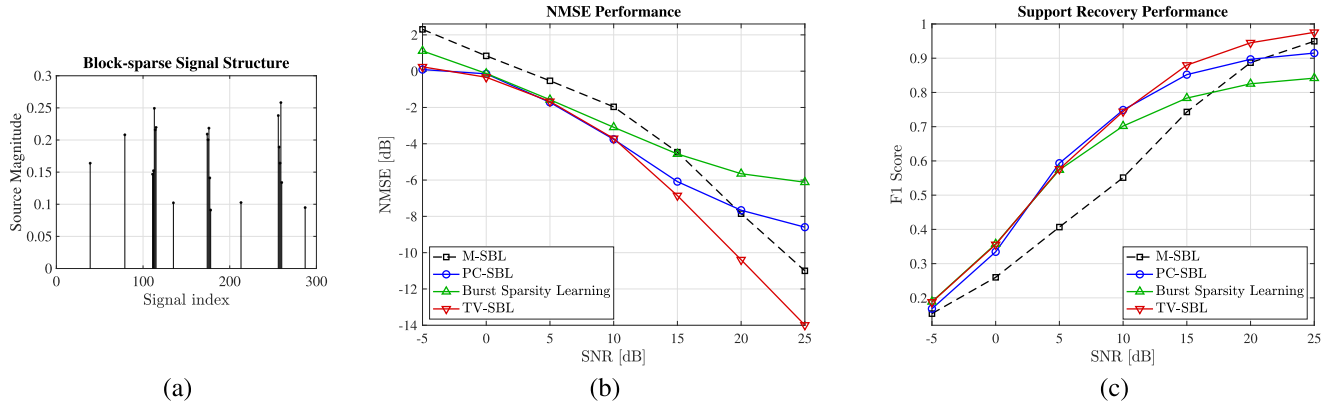 Block-sparse Signal Structure
Source Magnitude
0.3
0.25
0.2
0.15
0.1
0.05
0
0 100 200 300
Signal index
(a)
NMSE Performance
NMSE [dB]
2
0
-2
-4
-6
-8
-10
-12
-14
M-SBL
PC-SBL
Burst Sparsity Learning
TV-SBL
-5 0 5 10 15 20 25
SNR [dB]
(b)
Support Recovery Performance
F1 Score
1
0.9
0.8
0.7
0.6
0.5
0.4
0.3
0.2
M-SBL
PC-SBL
Burst Sparsity Learning
TV-SBL
-5 0 5 10 15 20 25
SNR [dB]
(c)